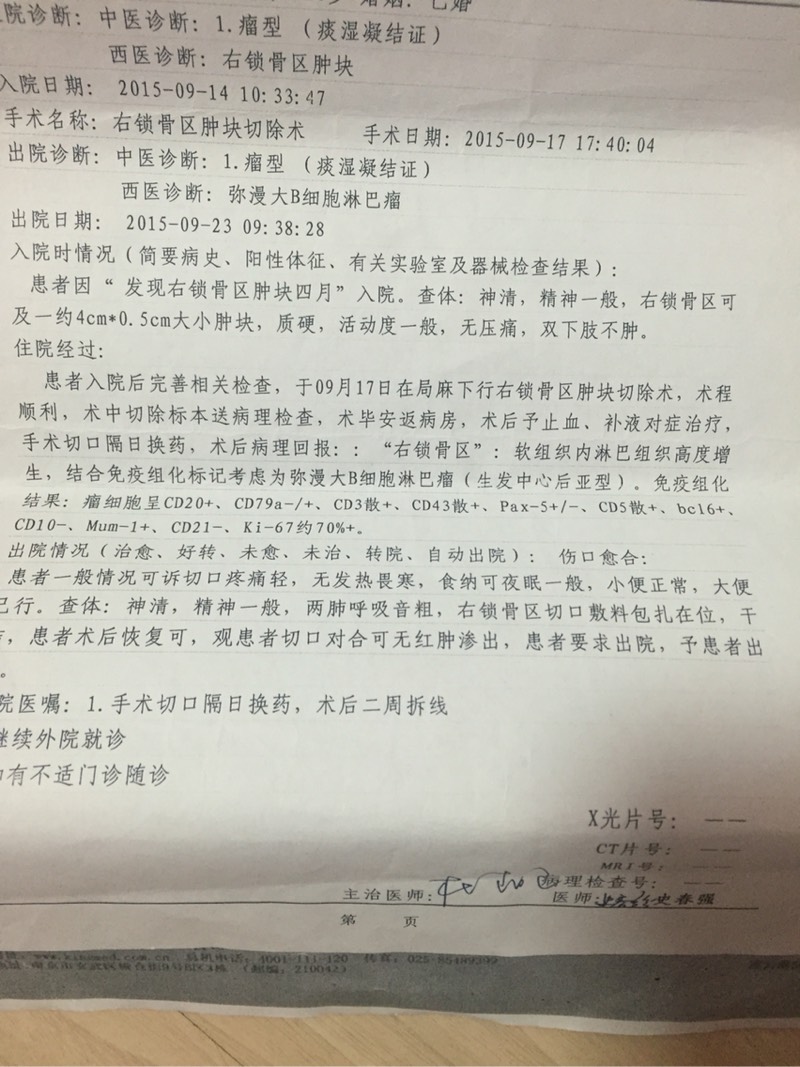 院诊断：中医诊断：1.瘤型 （痰湿凝结证）
西医诊断：右锁骨区肿块
入院日期： 2015-09-14 10:33:47
手术名称：右锁骨区肿块切除术 手术日期：2015-09-17 17:40:04
出院诊断：中医诊断：1.瘤型 （痰湿凝结证）
西医诊断：弥漫大B细胞淋巴瘤
出院日期： 2015-09-23 09:38:28
入院时情况（简要病史、阳性体征、有关实验室及器械检查结果）：
患者因“ 发现右锁骨区肿块四月”入院。查体：神清，精神一般，右锁骨区可
及一约4cm*0.5cm大小肿块，质硬，活动度一般，无压痛，双下肢不肿。
住院经过：
患者入院后完善相关检查，于09月17日在局麻下行右锁骨区肿块切除术，术程
顺利，术中切除标本送病理检查，术毕安返病房，术后予止血、补液对症治疗，
手术切口隔日换药，术后病理回报：：“右锁骨区”：软组织内淋巴组织高度增
生，结合免疫组化标记考虑为弥漫大B细胞淋巴瘤（生发中心后亚型）。免疫组化
结果：瘤细胞呈CD20+、CD79a-/+、CD3散+、CD43散+、Pax-5+/-、CD5散+、bcl6+、
CD10-、Mum-1+、CD21-、Ki-67约70%+。
出院情况（治愈、好转、未愈、未治、转院、自动出院）： 伤口愈合：
患者一般情况可诉切口疼痛轻，无发热畏寒，食纳可夜眠一般，小便正常，大便
已行。查体：神清，精神一般，两肺呼吸音粗，右锁骨区切口敷料包扎在位，干
，患者术后恢复可，观患者切口对合可无红肿渗出，患者要求出院，予患者出
。
院医嘱：1.手术切口隔日换药，术后二周拆线
继续外院就诊
有不适门诊随诊
X光片号： －－
CT片号： －－
MRI号： －－
病理检查号： －－
主治医师： 医师 史春强
第 页
www.kingmed.com.cn 总机电话：4001-111-120 传真：025-85489299